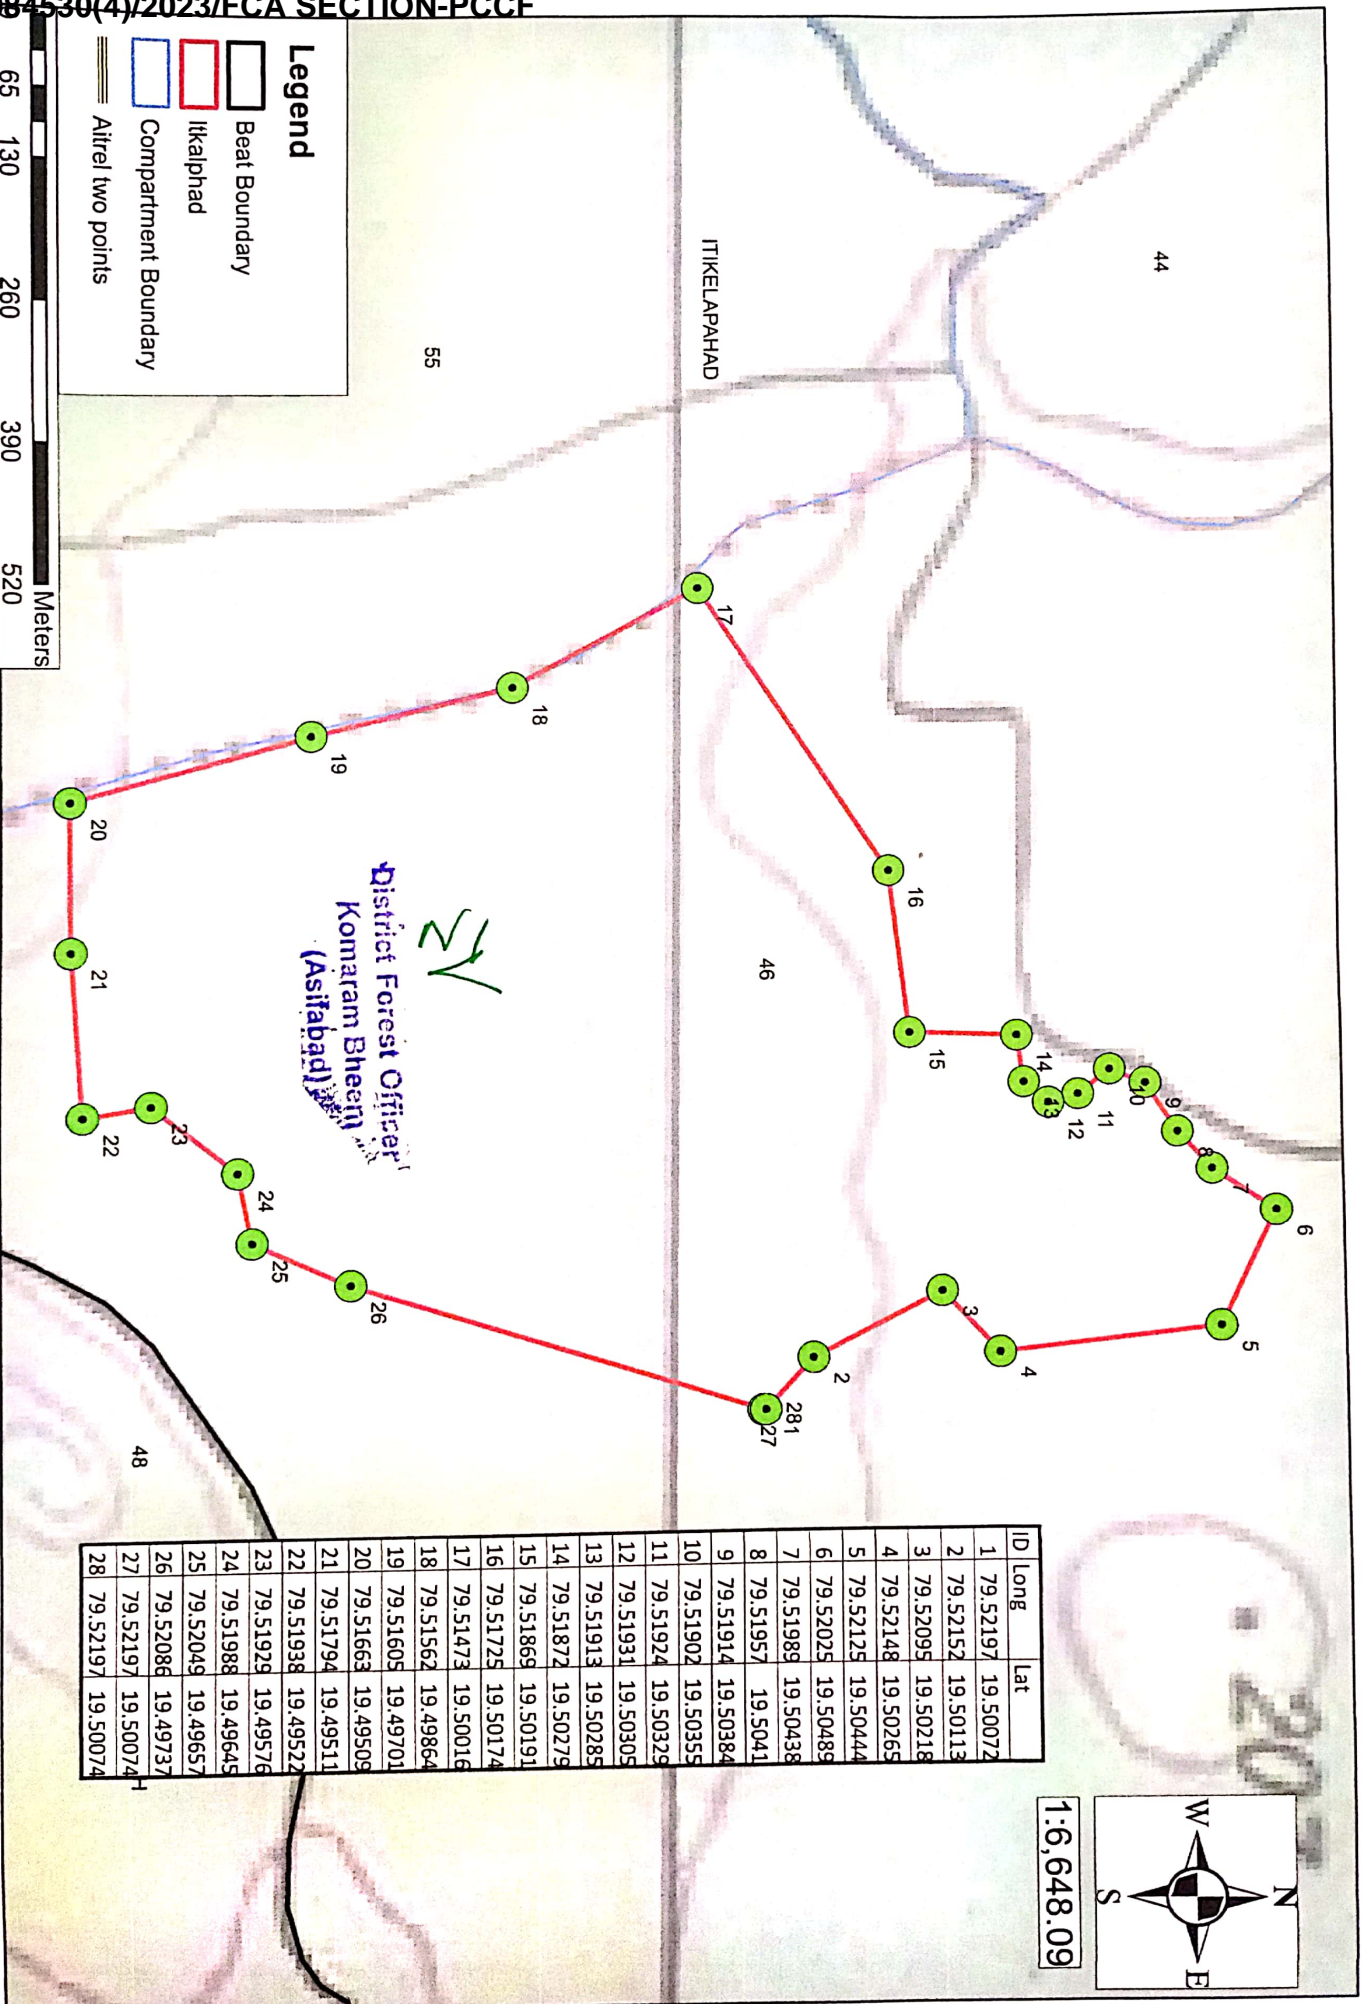 84530(4)/2023/FCA SECTION-PCCF
44
ITIKELAPAHAD
55
46
48
20
N
W
E
S
1:6,648.09
1
2
3
4
5
6
7
8
9
10
11
12
13
14
15
16
17
18
19
20
21
22
23
24
25
26
27
28
District Forest Officer
Komaram Bheem
(Asifabad)
ID Long Lat
1 79.52197 19.50072
2 79.52152 19.50113
3 79.52095 19.50218
4 79.52148 19.50265
5 79.52125 19.50444
6 79.52025 19.50489
7 79.51989 19.50438
8 79.51957 19.5041
9 79.51914 19.50384
10 79.51902 19.50355
11 79.51924 19.50329
12 79.51931 19.50305
13 79.51913 19.50285
14 79.51872 19.50279
15 79.51869 19.50191
16 79.51725 19.50174
17 79.51473 19.50016
18 79.51562 19.49864
19 79.51605 19.49701
20 79.51663 19.49509
21 79.51794 19.49511
22 79.51938 19.49522
23 79.51929 19.49576
24 79.51988 19.49645
25 79.52049 19.49657
26 79.52086 19.49737
27 79.52197 19.50074
28 79.52197 19.50074
Legend
Beat Boundary
Itkalphad
Compartment Boundary
Aitrel two points
65 130 260 390 520
Meters